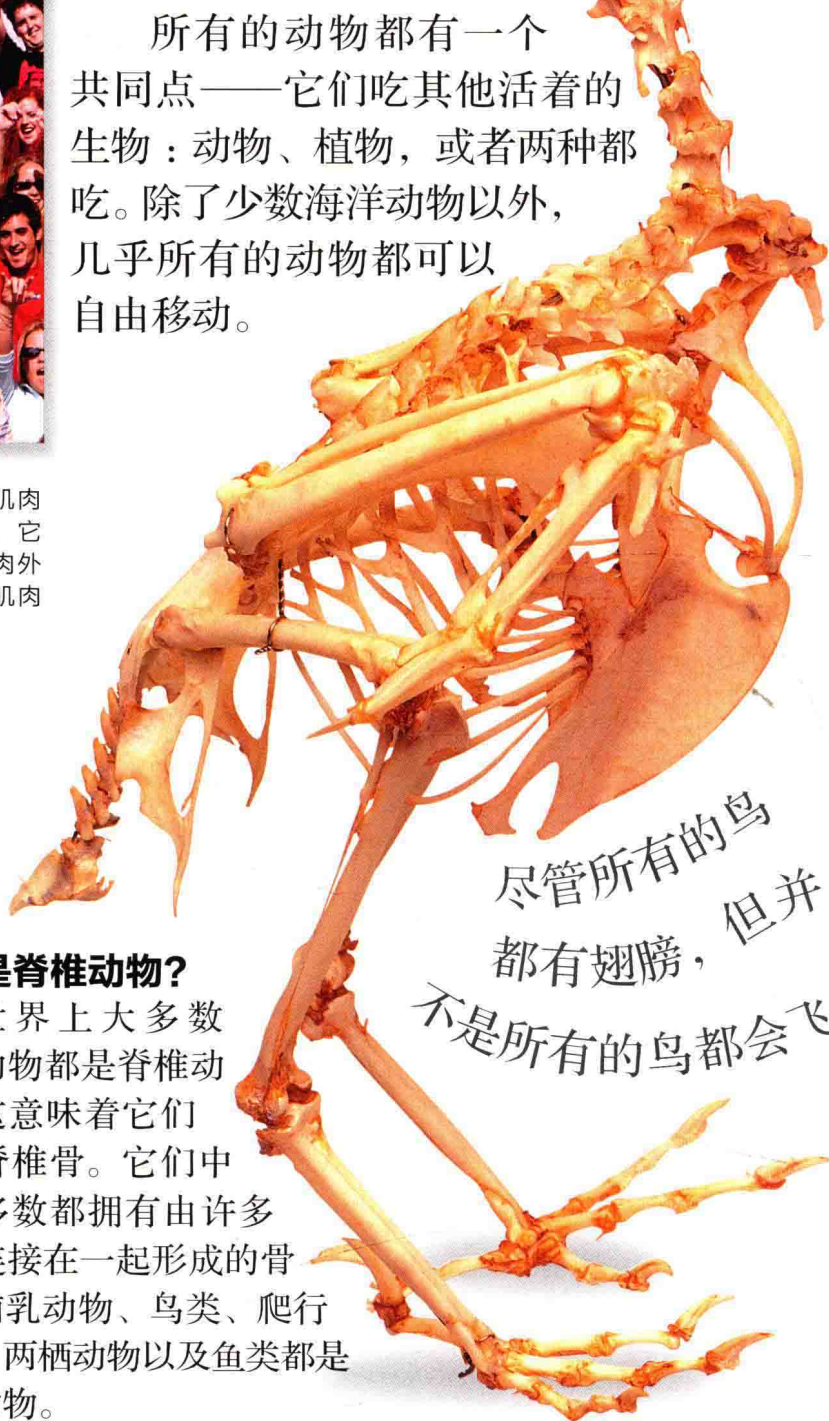 所有的动物都有一个
共同点——它们吃其他活着的
生物：动物、植物，或者两种都
吃。除了少数海洋动物以外，
几乎所有的动物都可以
自由移动。
肌肉
它
肉外
肌肉
尽管所有的鸟
都有翅膀，但并
不是所有的鸟都会飞
是脊椎动物？
世界上大多数
动物都是脊椎动
这意味着它们
脊椎骨。它们中
多数都拥有由许多
连接在一起形成的骨
哺乳动物、鸟类、爬行
两栖动物以及鱼类都是
物。